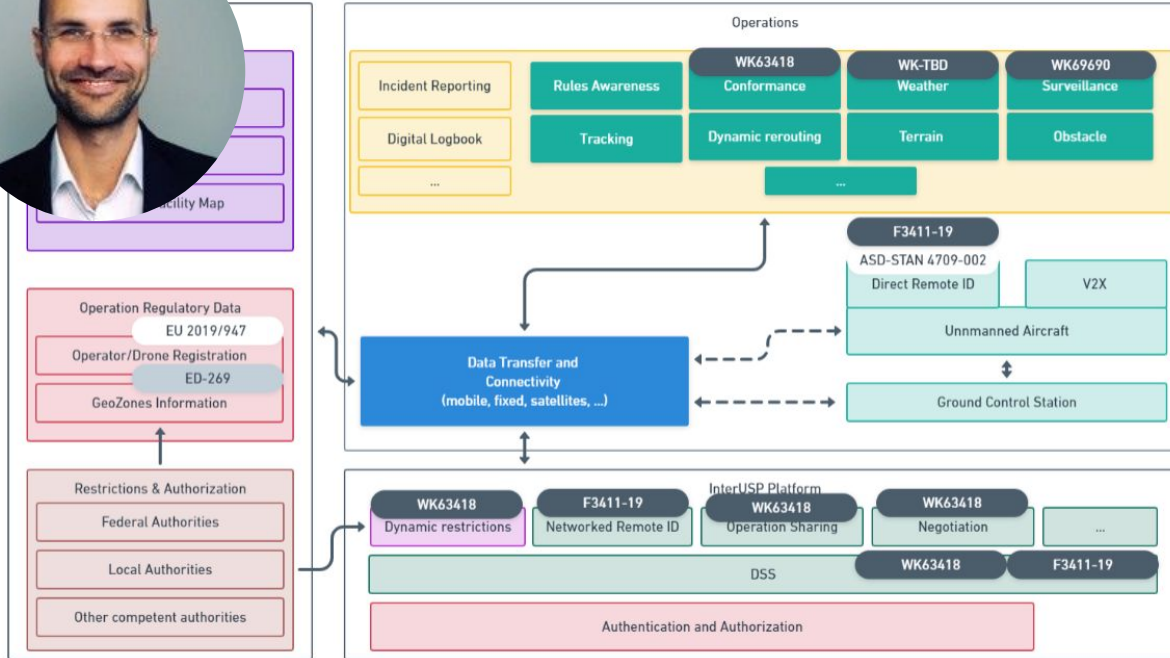 Operations
Incident Reporting
Rules Awareness
WK63418
Conformance
WK-TBD
Weather
WK69690
Surveillance
Digital Logbook
Tracking
Dynamic rerouting
Terrain
Obstacle
...
...
Map
F3411-19
ASD-STAN 4709-002
Direct Remote ID
V2X
Unnmanned Aircraft
Ground Control Station
Operation Regulatory Data
EU 2019/947
Operator/Drone Registration
ED-269
GeoZones Information
Data Transfer and
Connectivity
(mobile, fixed, satellites, ...)
Restrictions & Authorization
Federal Authorities
Local Authorities
Other competent authorities
InterUSP Platform
WK63418
Dynamic restrictions
F3411-19
Networked Remote ID
WK63418
Operation Sharing
WK63418
Negotiation
...
DSS
WK63418
F3411-19
Authentication and Authorization